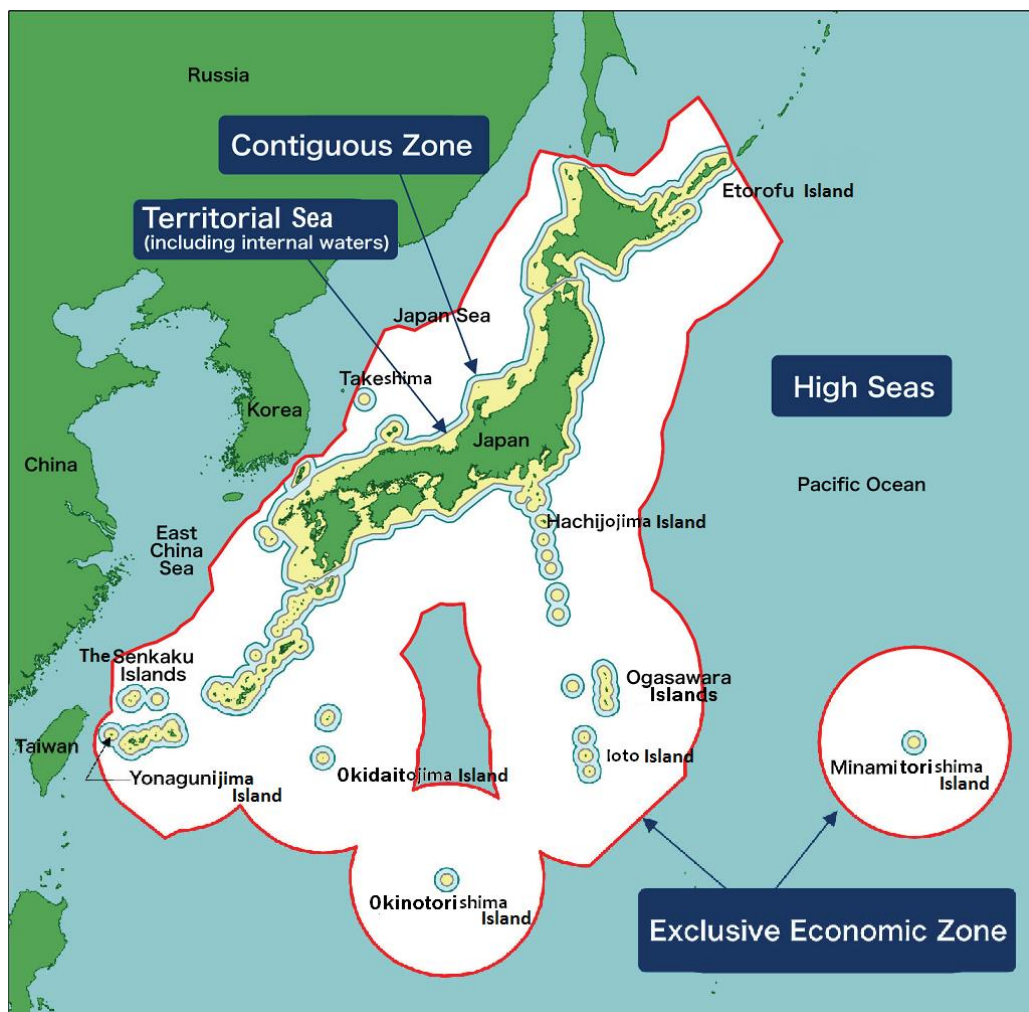 Russia
Contiguous Zone
Etorofu Island
Territorial Sea
(including internal waters)
Japan Sea
Takeshima
High Seas
Korea
Japan
China
Pacific Ocean
Hachijojima Island
East
China
Sea
The Senkaku
Islands
Ogasawara
Islands
Taiwan
Ioto Island
Minamitorishima
Island
Yonagunijima
Island
Okidaitojima Island
Okinotorishima
Island
Exclusive Economic Zone